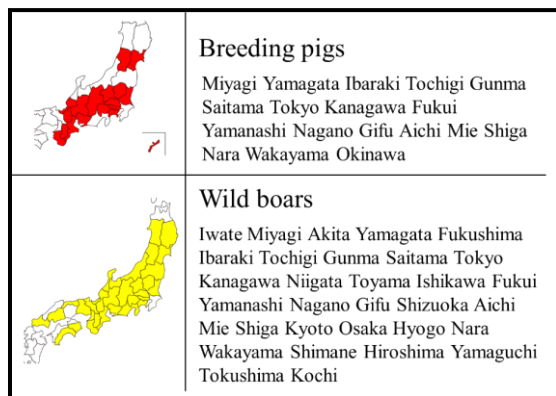 Breeding pigs
Miyagi Yamagata Ibaraki Tochigi Gunma
Saitama Tokyo Kanagawa Fukui
Yamanashi Nagano Gifu Aichi Mie Shiga
Nara Wakayama Okinawa
Wild boars
Iwate Miyagi Akita Yamagata Fukushima
Ibaraki Tochigi Gunma Saitama Tokyo
Kanagawa Niigata Toyama Ishikawa Fukui
Yamanashi Nagano Gifu Shizuoka Aichi
Mie Shiga Kyoto Osaka Hyogo Nara
Wakayama Shimane Hiroshima Yamaguchi
Tokushima Kochi